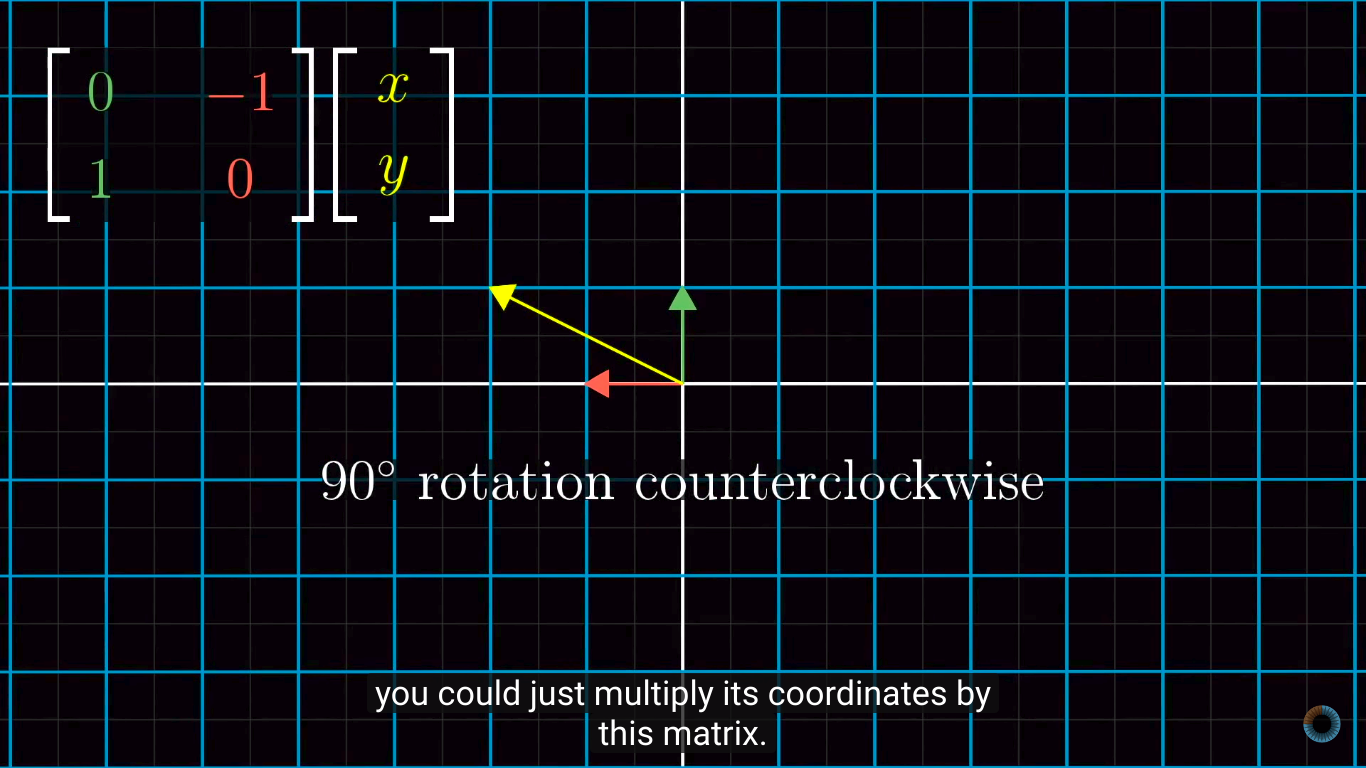 0 −1 x
1 0 y
90° rotation counterclockwise
you could just multiply its coordinates by
this matrix.